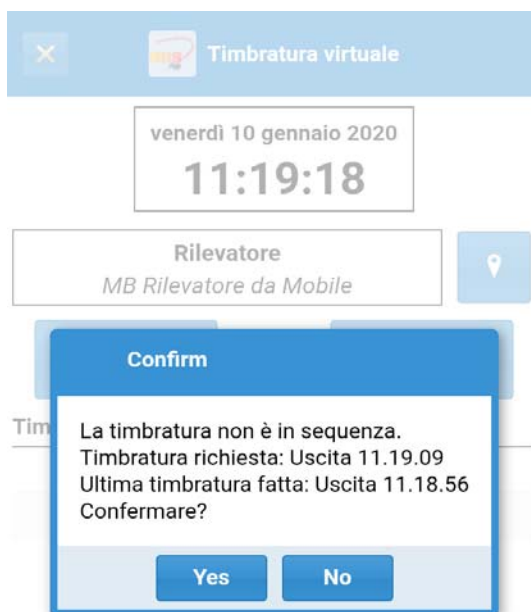 Timbratura virtuale
venerdì 10 gennaio 2020
11:19:18
Rilevatore
MB Rilevatore da Mobile
Confirm
Tim
La timbratura non è in sequenza.
Timbratura richiesta: Uscita 11.19.09
Ultima timbratura fatta: Uscita 11.18.56
Confermare?
Yes No